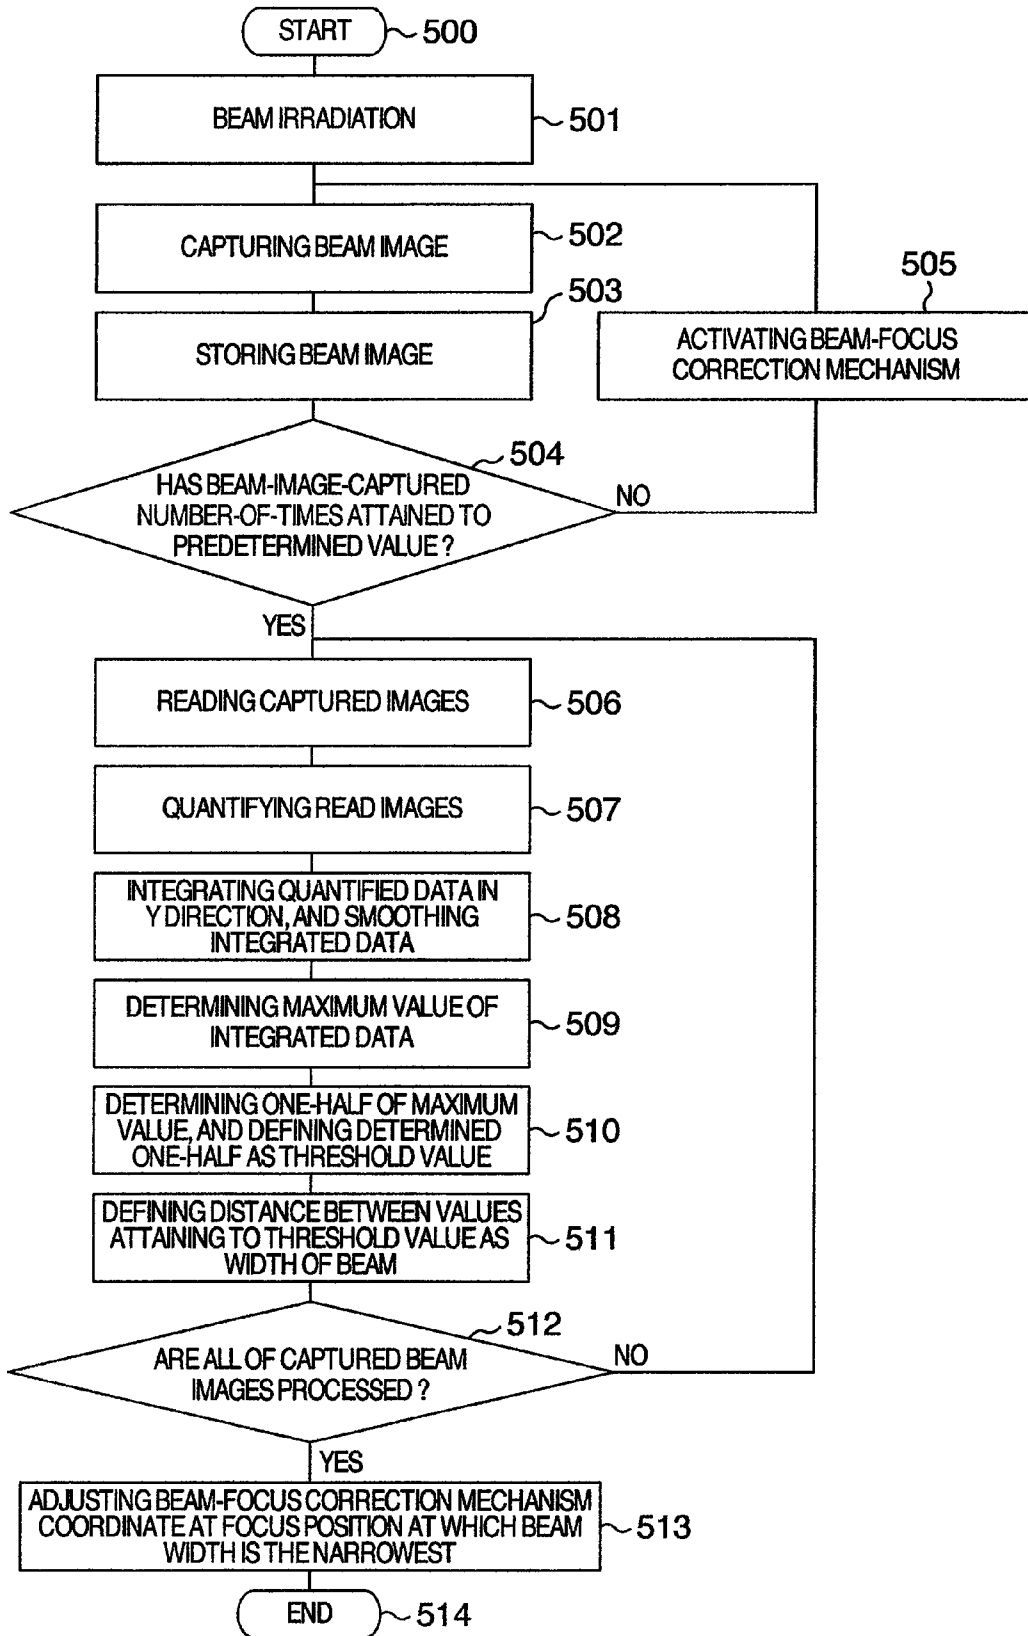 START
500
BEAM IRRADIATION
501
CAPTURING BEAM IMAGE
502
503
STORING BEAM IMAGE
505
ACTIVATING BEAM-FOCUS
CORRECTION MECHANISM
504
HAS BEAM-IMAGE-CAPTURED
NUMBER-OF-TIMES ATTAINED TO
PREDETERMINED VALUE ?
NO
YES
READING CAPTURED IMAGES
506
QUANTIFYING READ IMAGES
507
INTEGRATING QUANTIFIED DATA IN
Y DIRECTION, AND SMOOTHING
INTEGRATED DATA
508
DETERMINING MAXIMUM VALUE OF
INTEGRATED DATA
509
DETERMINING ONE-HALF OF MAXIMUM
VALUE, AND DEFINING DETERMINED
ONE-HALF AS THRESHOLD VALUE
510
DEFINING DISTANCE BETWEEN VALUES
ATTAINING TO THRESHOLD VALUE AS
WIDTH OF BEAM
511
512
ARE ALL OF CAPTURED BEAM
IMAGES PROCESSED ?
NO
YES
ADJUSTING BEAM-FOCUS CORRECTION MECHANISM
COORDINATE AT FOCUS POSITION AT WHICH BEAM
WIDTH IS THE NARROWEST
513
END
514